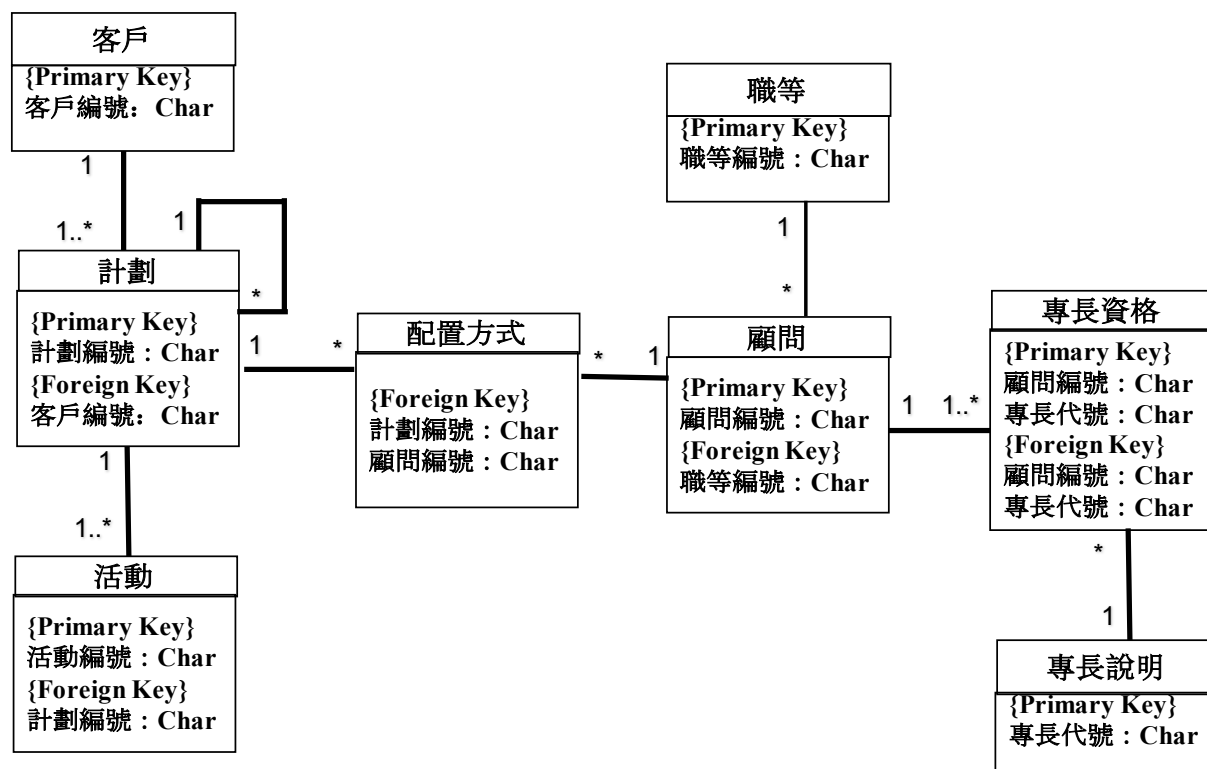 客戶
{Primary Key}
客戶編號：Char
1
1..*
1
*
計劃
{Primary Key}
計劃編號：Char
{Foreign Key}
客戶編號：Char
1
1..*
活動
{Primary Key}
活動編號：Char
{Foreign Key}
計劃編號：Char
1
*
配置方式
{Foreign Key}
計劃編號：Char
顧問編號：Char
*
1
職等
{Primary Key}
職等編號：Char
1
*
顧問
{Primary Key}
顧問編號：Char
{Foreign Key}
職等編號：Char
1
1..*
專長資格
{Primary Key}
顧問編號：Char
專長代號：Char
{Foreign Key}
顧問編號：Char
專長代號：Char
*
1
專長說明
{Primary Key}
專長代號：Char